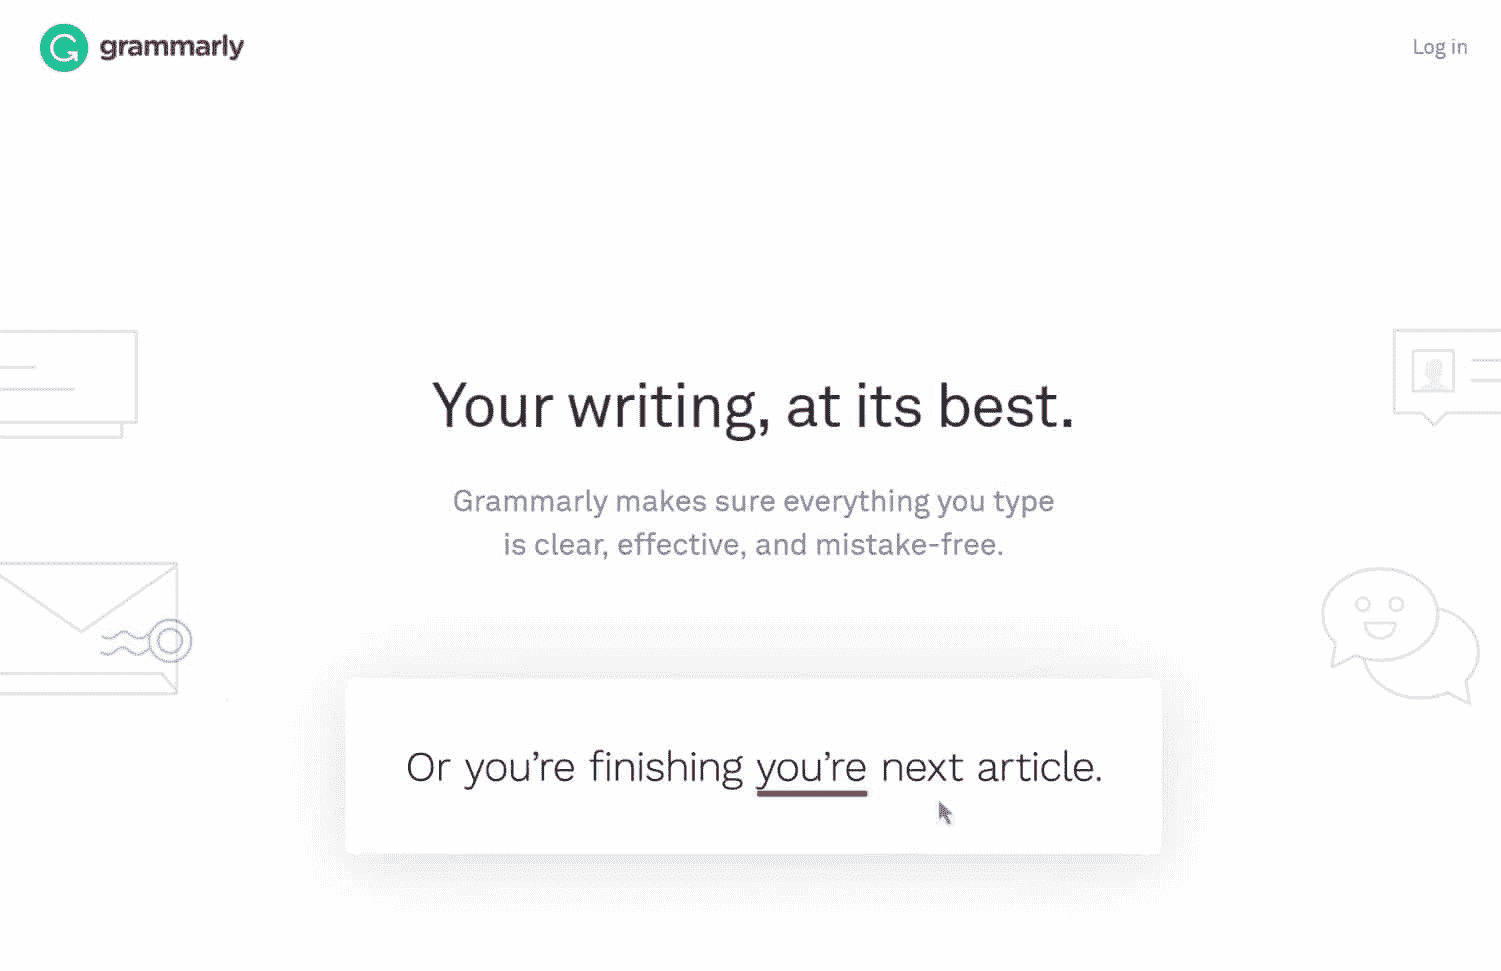 grammarly
Log in
Your writing, at its best.
Grammarly makes sure everything you type
is clear, effective, and mistake-free.
Or you’re finishing you’re next article.